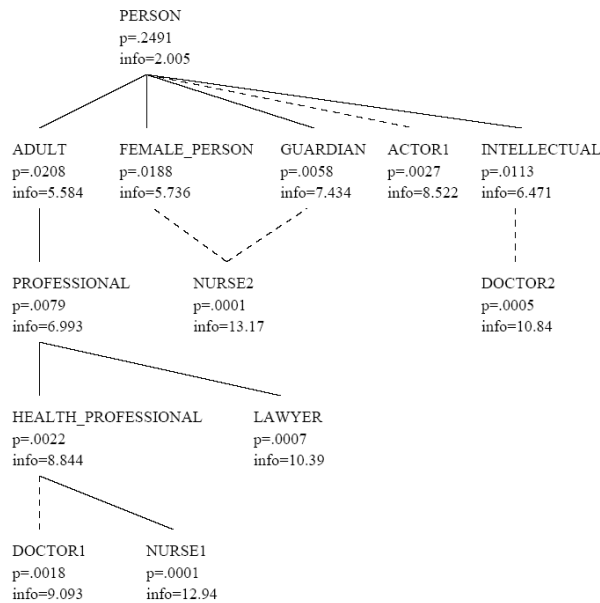 PERSON
p=.2491
info=2.005
ADULT
p=.0208
info=5.584
FEMALE_PERSON
p=.0188
info=5.736
GUARDIAN
p=.0058
info=7.434
ACTOR1
p=.0027
info=8.522
INTELLECTUAL
p=.0113
info=6.471
PROFESSIONAL
p=.0079
info=6.993
NURSE2
p=.0001
info=13.17
DOCTOR2
p=.0005
info=10.84
HEALTH_PROFESSIONAL
p=.0022
info=8.844
LAWYER
p=.0007
info=10.39
DOCTOR1
p=.0018
info=9.093
NURSE1
p=.0001
info=12.94